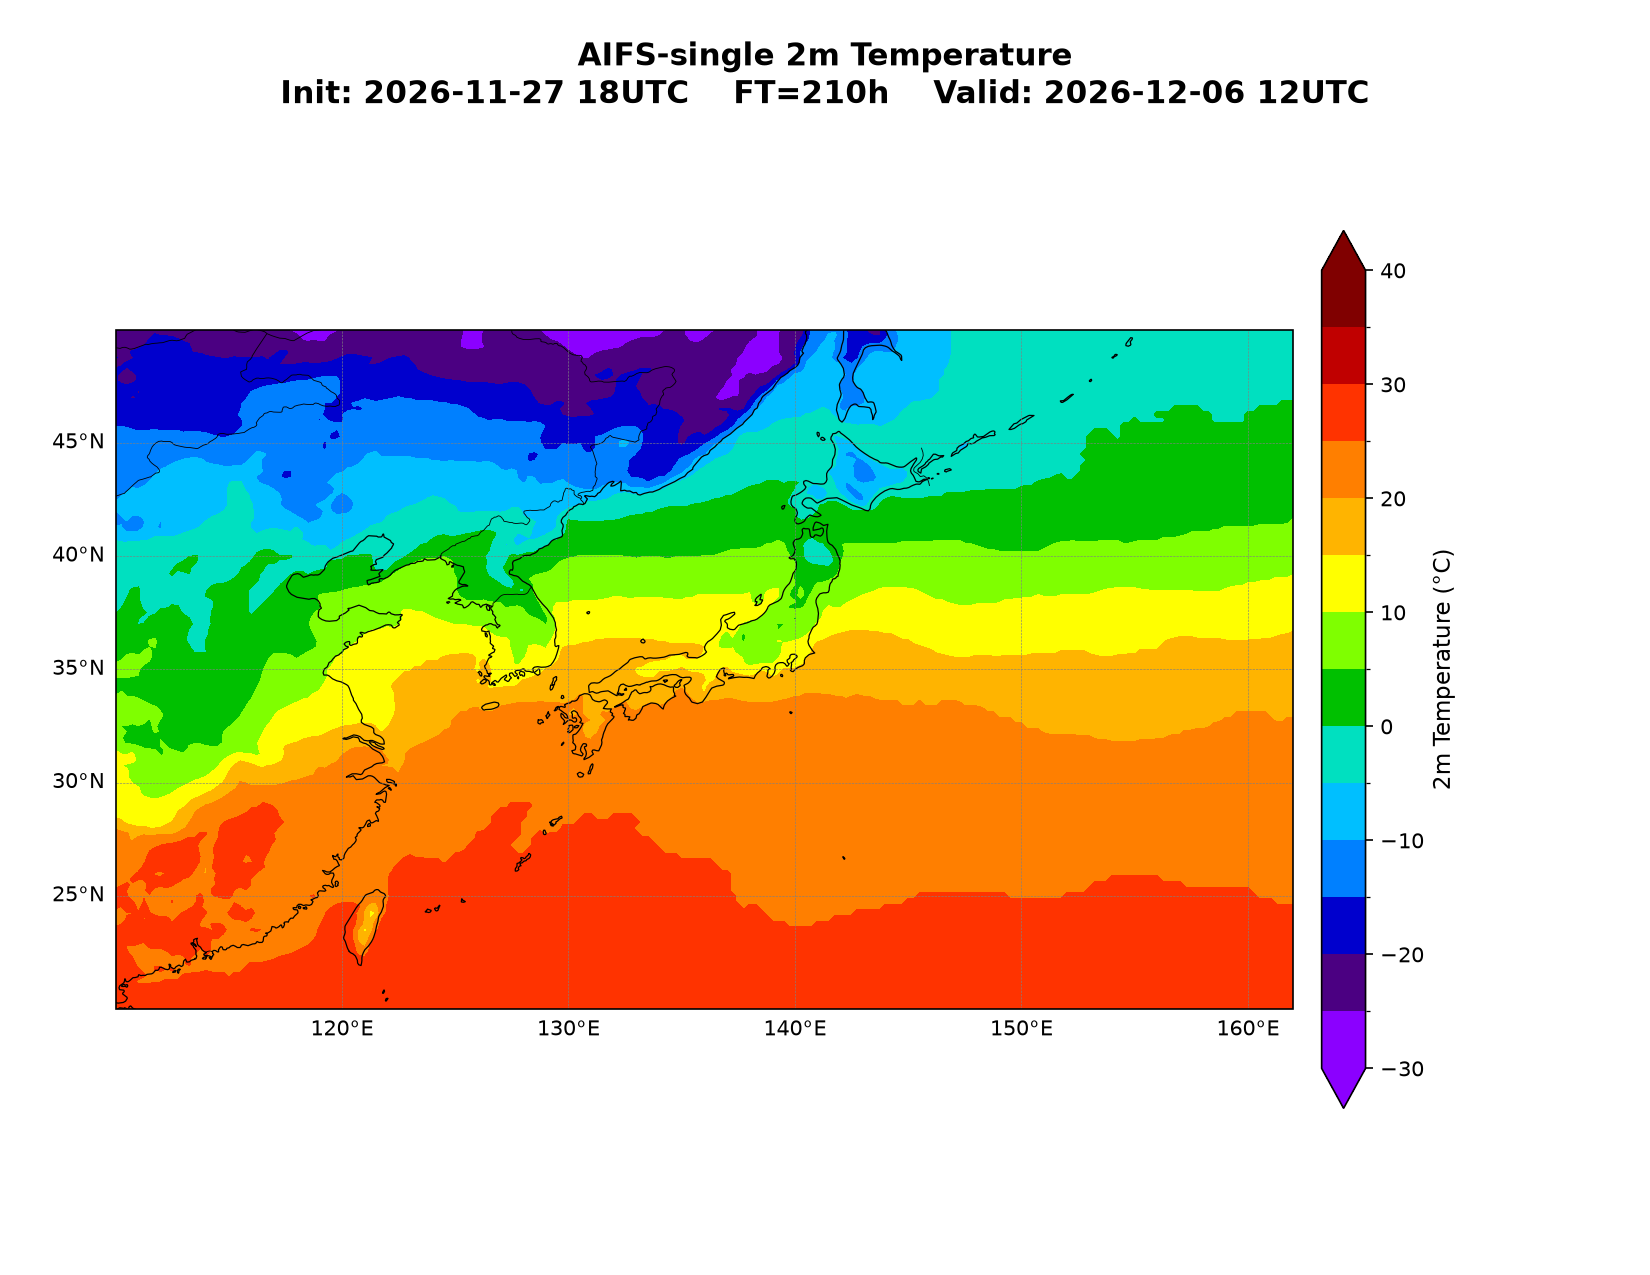 AIFS-single 2m Temperature
Init: 2026-11-27 18UTC    FT=210h    Valid: 2026-12-06 12UTC
45°N
40°N
35°N
30°N
25°N
120°E
130°E
140°E
150°E
160°E
40
30
20
10
0
−10
−20
−30
2m Temperature (°C)